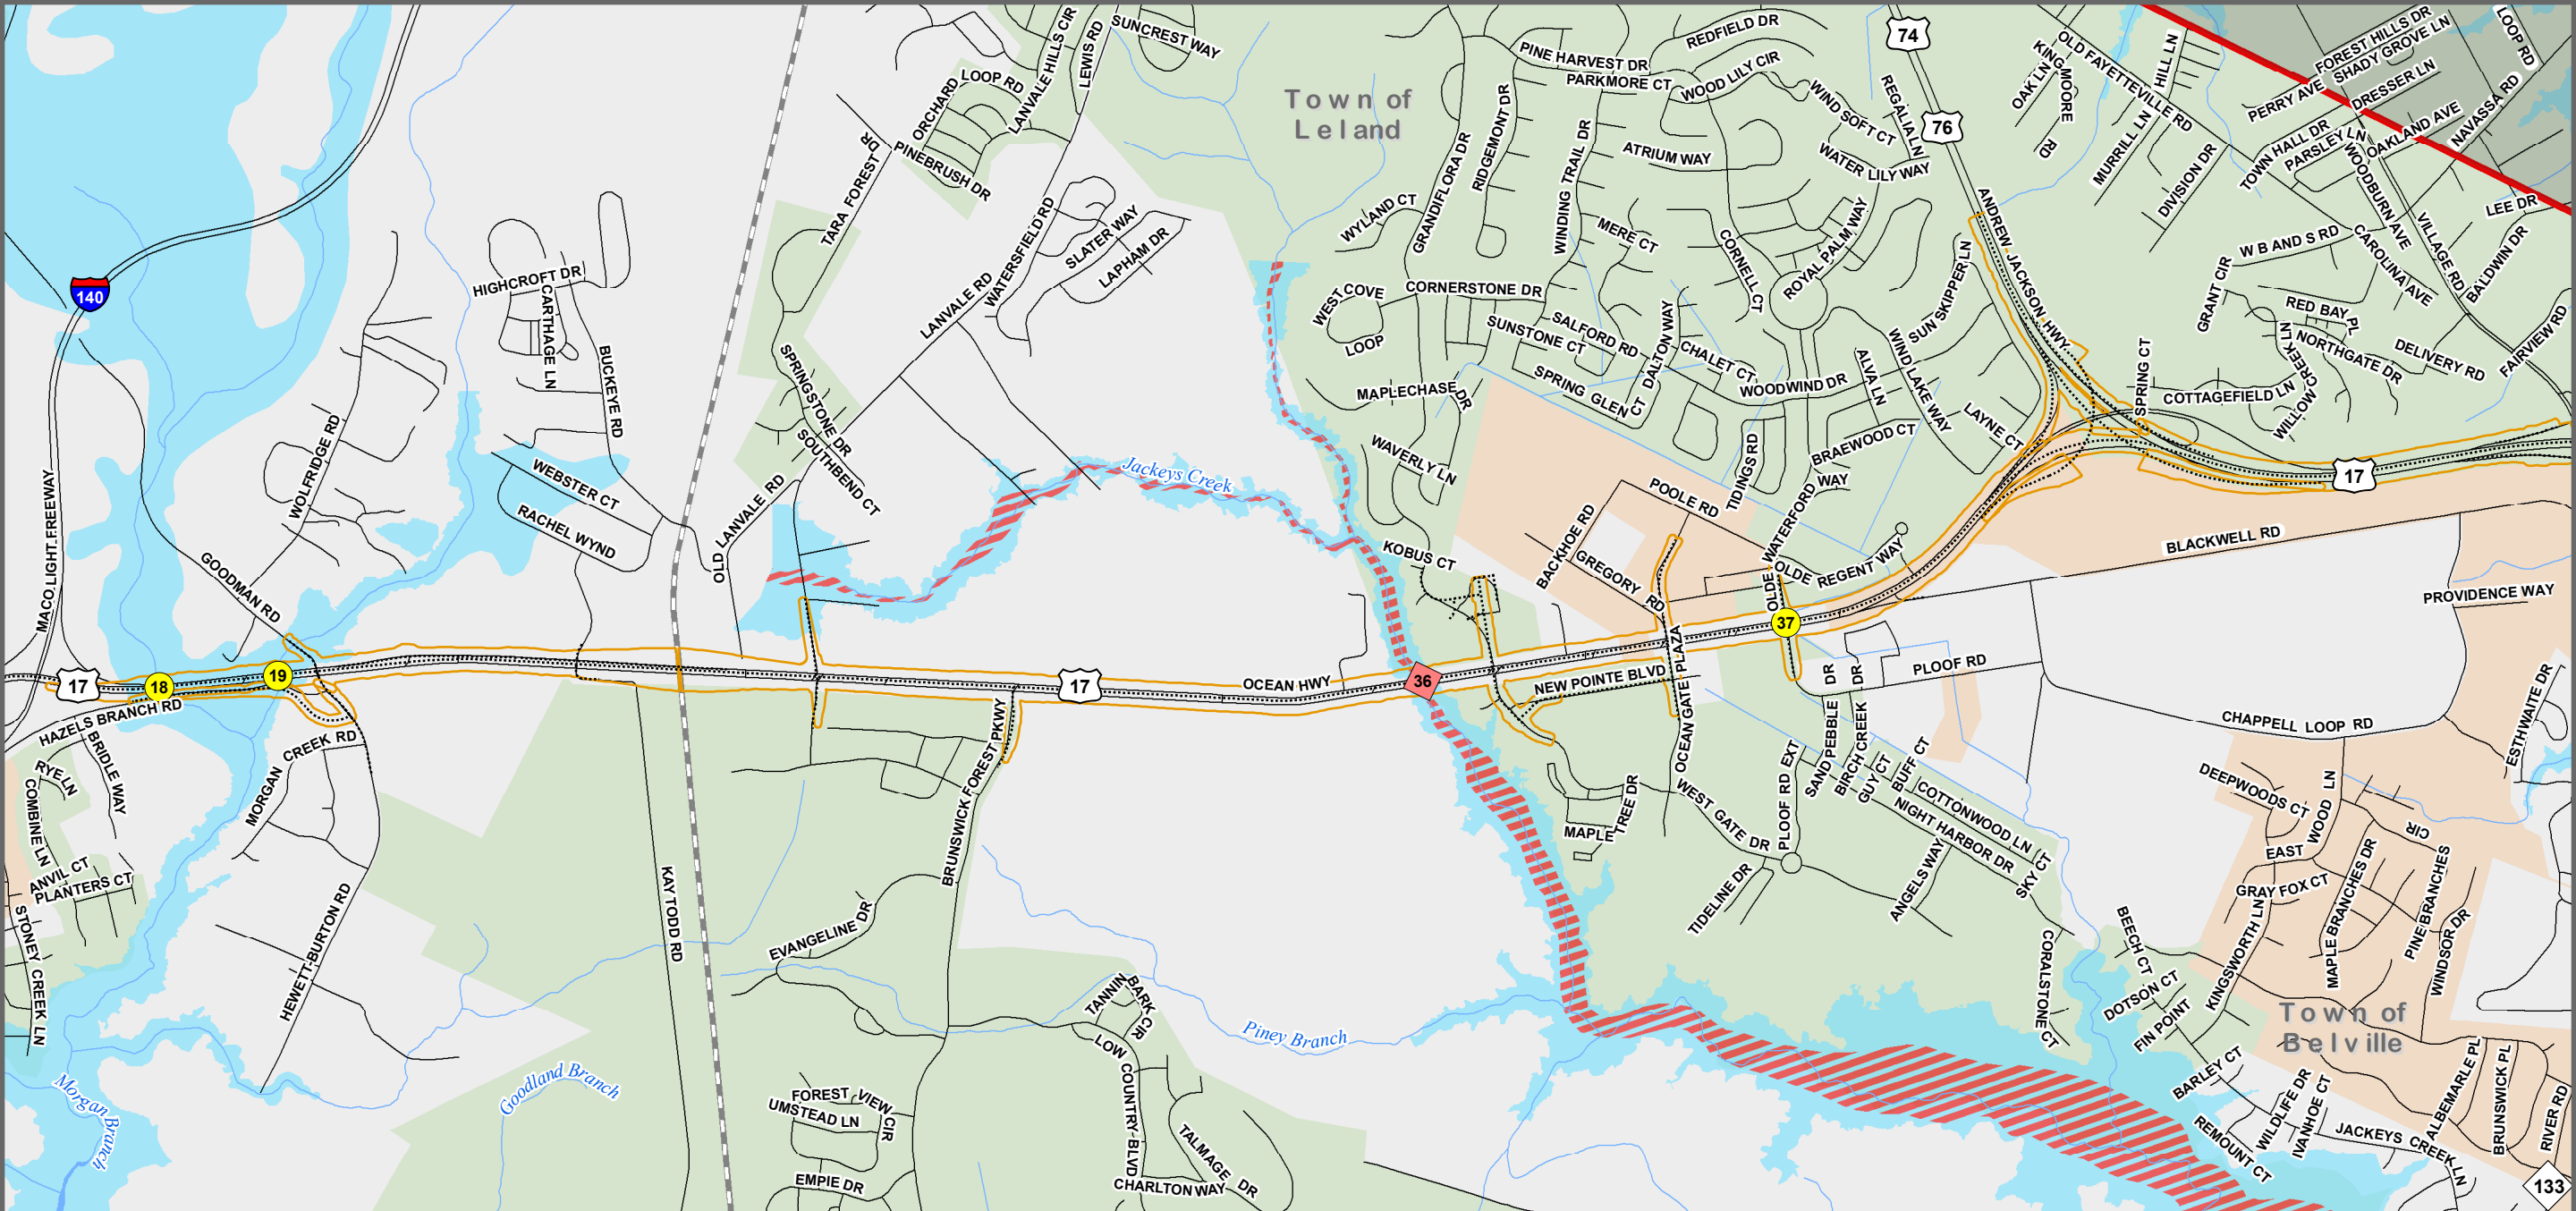 SUNCREST WAY
LANVALE HILLS CIR
LEWIS RD
LOOP RD
ORCHARD
PINEBRUSH DR
TARA FOREST
DR
WATERSFIELD RD
SLATER WAY
LAPHAM DR
LANVALE RD
Town of
Leland
PINE HARVEST DR
REDFIELD DR
PARKMORE CT
WOOD LILY CIR
WIND SOFT CT
REGALIA LN
WATER LILY WAY
ATRIUM WAY
RIDGEMONT DR
GRANDIFLORA DR
WINDING TRAIL DR
WYLAND CT
MERE CT
CORNELL CT
ROYAL PALM WAY
SUN SKIPPER LN
74
76
ANDREW JACKSON HWY
OLD FAYETTEVILLE RD
KING MOORE
RD
OAK LN
HILL LN
MURRILL LN
DIVISION DR
PERRY AVE
FOREST HILLS DR
SHADY GROVE LN
DRESSER LN
LOOP RD
NAVASSA RD
OAKLAND AVE
TOWN HALL DR
PARSLEY LN
WOODBURN AVE
LEE DR
VILLAGE RD
BALDWIN DR
CAROLINA AVE
W B AND S RD
GRANT CIR
RED BAY PL
NORTHGATE DR
WILLOW
CREEK LN
DELIVERY RD
FAIRVIEW RD
SPRING CT
COTTAGEFIELD LN
140
HIGHCROFT DR
CARTHAGE LN
BUCKEYE RD
WOLFRIDGE RD
WEBSTER CT
RACHEL WYND
GOODMAN RD
MACO LIGHT FREEWAY
SPRINGSTONE DR
SOUTHBEND CT
LANVALE RD
OLD
Jackeys Creek
WEST COVE
LOOP
CORNERSTONE DR
SUNSTONE CT
SALFORD RD
DALTON WAY
CHALET CT
SPRING GLEN
CT
MAPLECHASE
DR
WAVERLY LN
KOBUS CT
WOODWIND DR
ALVA LN
WIND LAKE WAY
LAYNE CT
BRAEWOOD CT
TIDINGS RD
WAY
WATERFORD
OLDE
POOLE RD
BACKHOE RD
GREGORY RD
OLDE REGENT WAY
17
BLACKWELL RD
PROVIDENCE WAY
17
18
19
17
36
37
OCEAN HWY
NEW POINTE BLVD
OCEAN GATE PLAZA
PLOOF RD
CHAPPELL LOOP RD
ESTHWAITE DR
HAZELS BRANCH RD
BRIDLE WAY
RYE LN
COMBINE LN
ANVIL CT
PLANTERS CT
STONEY CREEK LN
MORGAN CREEK RD
HEWETT-BURTON RD
KAY TODD RD
BRUNSWICK FOREST PKWY
EVANGELINE DR
MAPLE
TREE DR
WEST GATE DR
PLOOF RD EXT
SAND PEBBLE DR
BIRCH CREEK DR
GUY CT
BUFF CT
COTTONWOOD LN
NIGHT HARBOR DR
SKY CT
ANGELS WAY
TIDELINE DR
CORALSTONE CT
DEEPWOODS CT
EAST WOOD LN
CIR
PINE BRANCHES
GRAY FOX CT
MAPLE BRANCHES DR
WINDSOR DR
KINGSWORTH LN
BEECH CT
DOTSON CT
FIN POINT
Town of
Belville
BARLEY CT
WILDLIFE DR
IVANHOE CT
REMOUNT CT
JACKEYS CREEK LN
ALBEMARLE PL
BRUNSWICK PL
RIVER RD
133
Morgan Branch
Goodland Branch
Piney Branch
TANNIN
BARK CIR
LOW COUNTRY BLVD
TALMAGE DR
CHARLTON WAY
FOREST VIEW
CIR
UMSTEAD LN
EMPIE DR